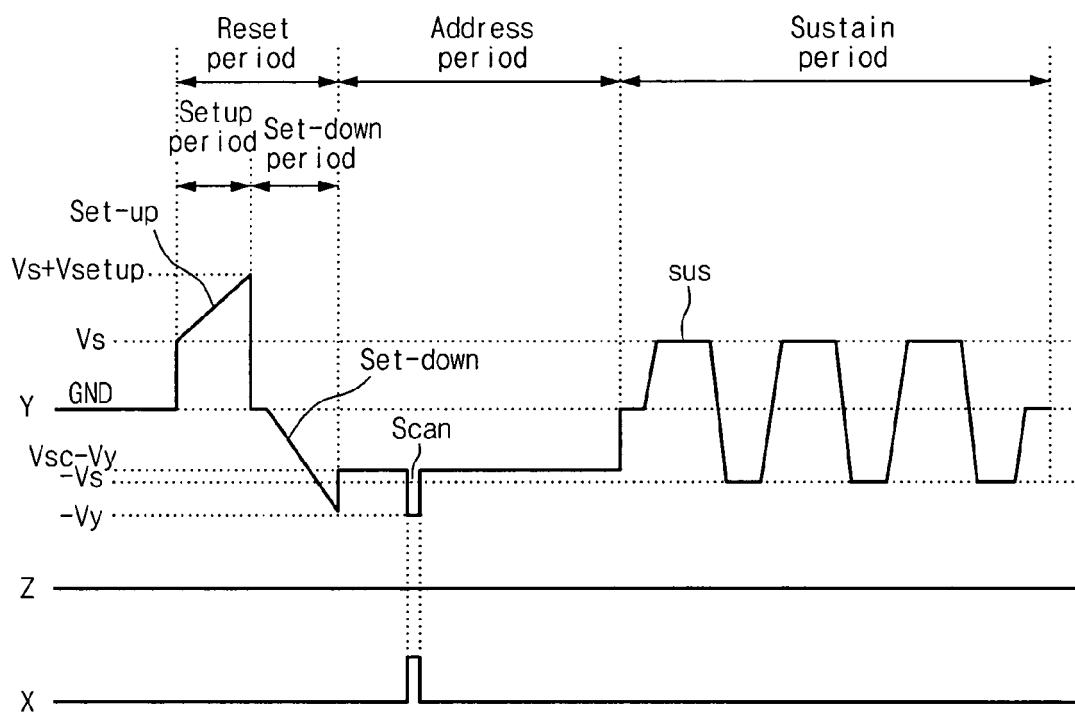 Reset
period
Address
period
Sustain
period
Setup
period
Set-down
period
Set-up
Vs+Vsetup
sus
Vs
Set-down
GND
Y
Scan
Vsc-Vy
-Vs
-Vy
Z
X